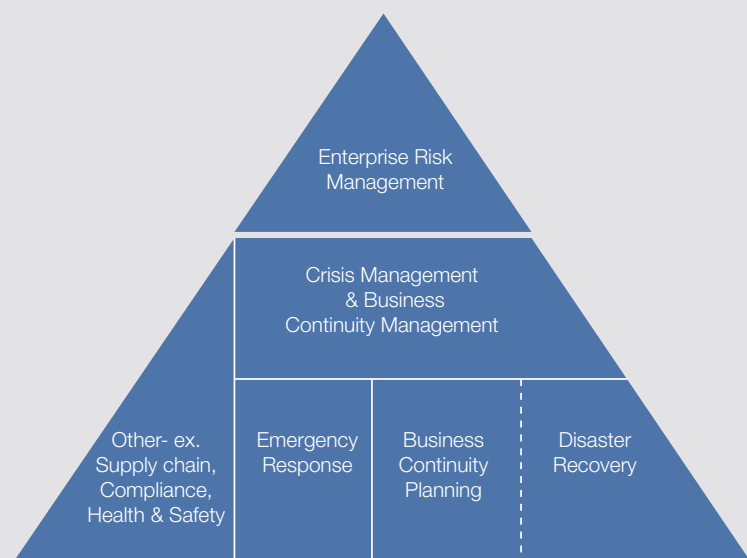 Enterprise Risk
Management
Crisis Management
& Business
Continuity Management
Other- ex.
Supply chain,
Compliance,
Health & Safety
Emergency
Response
Business
Continuity
Planning
Disaster
Recovery